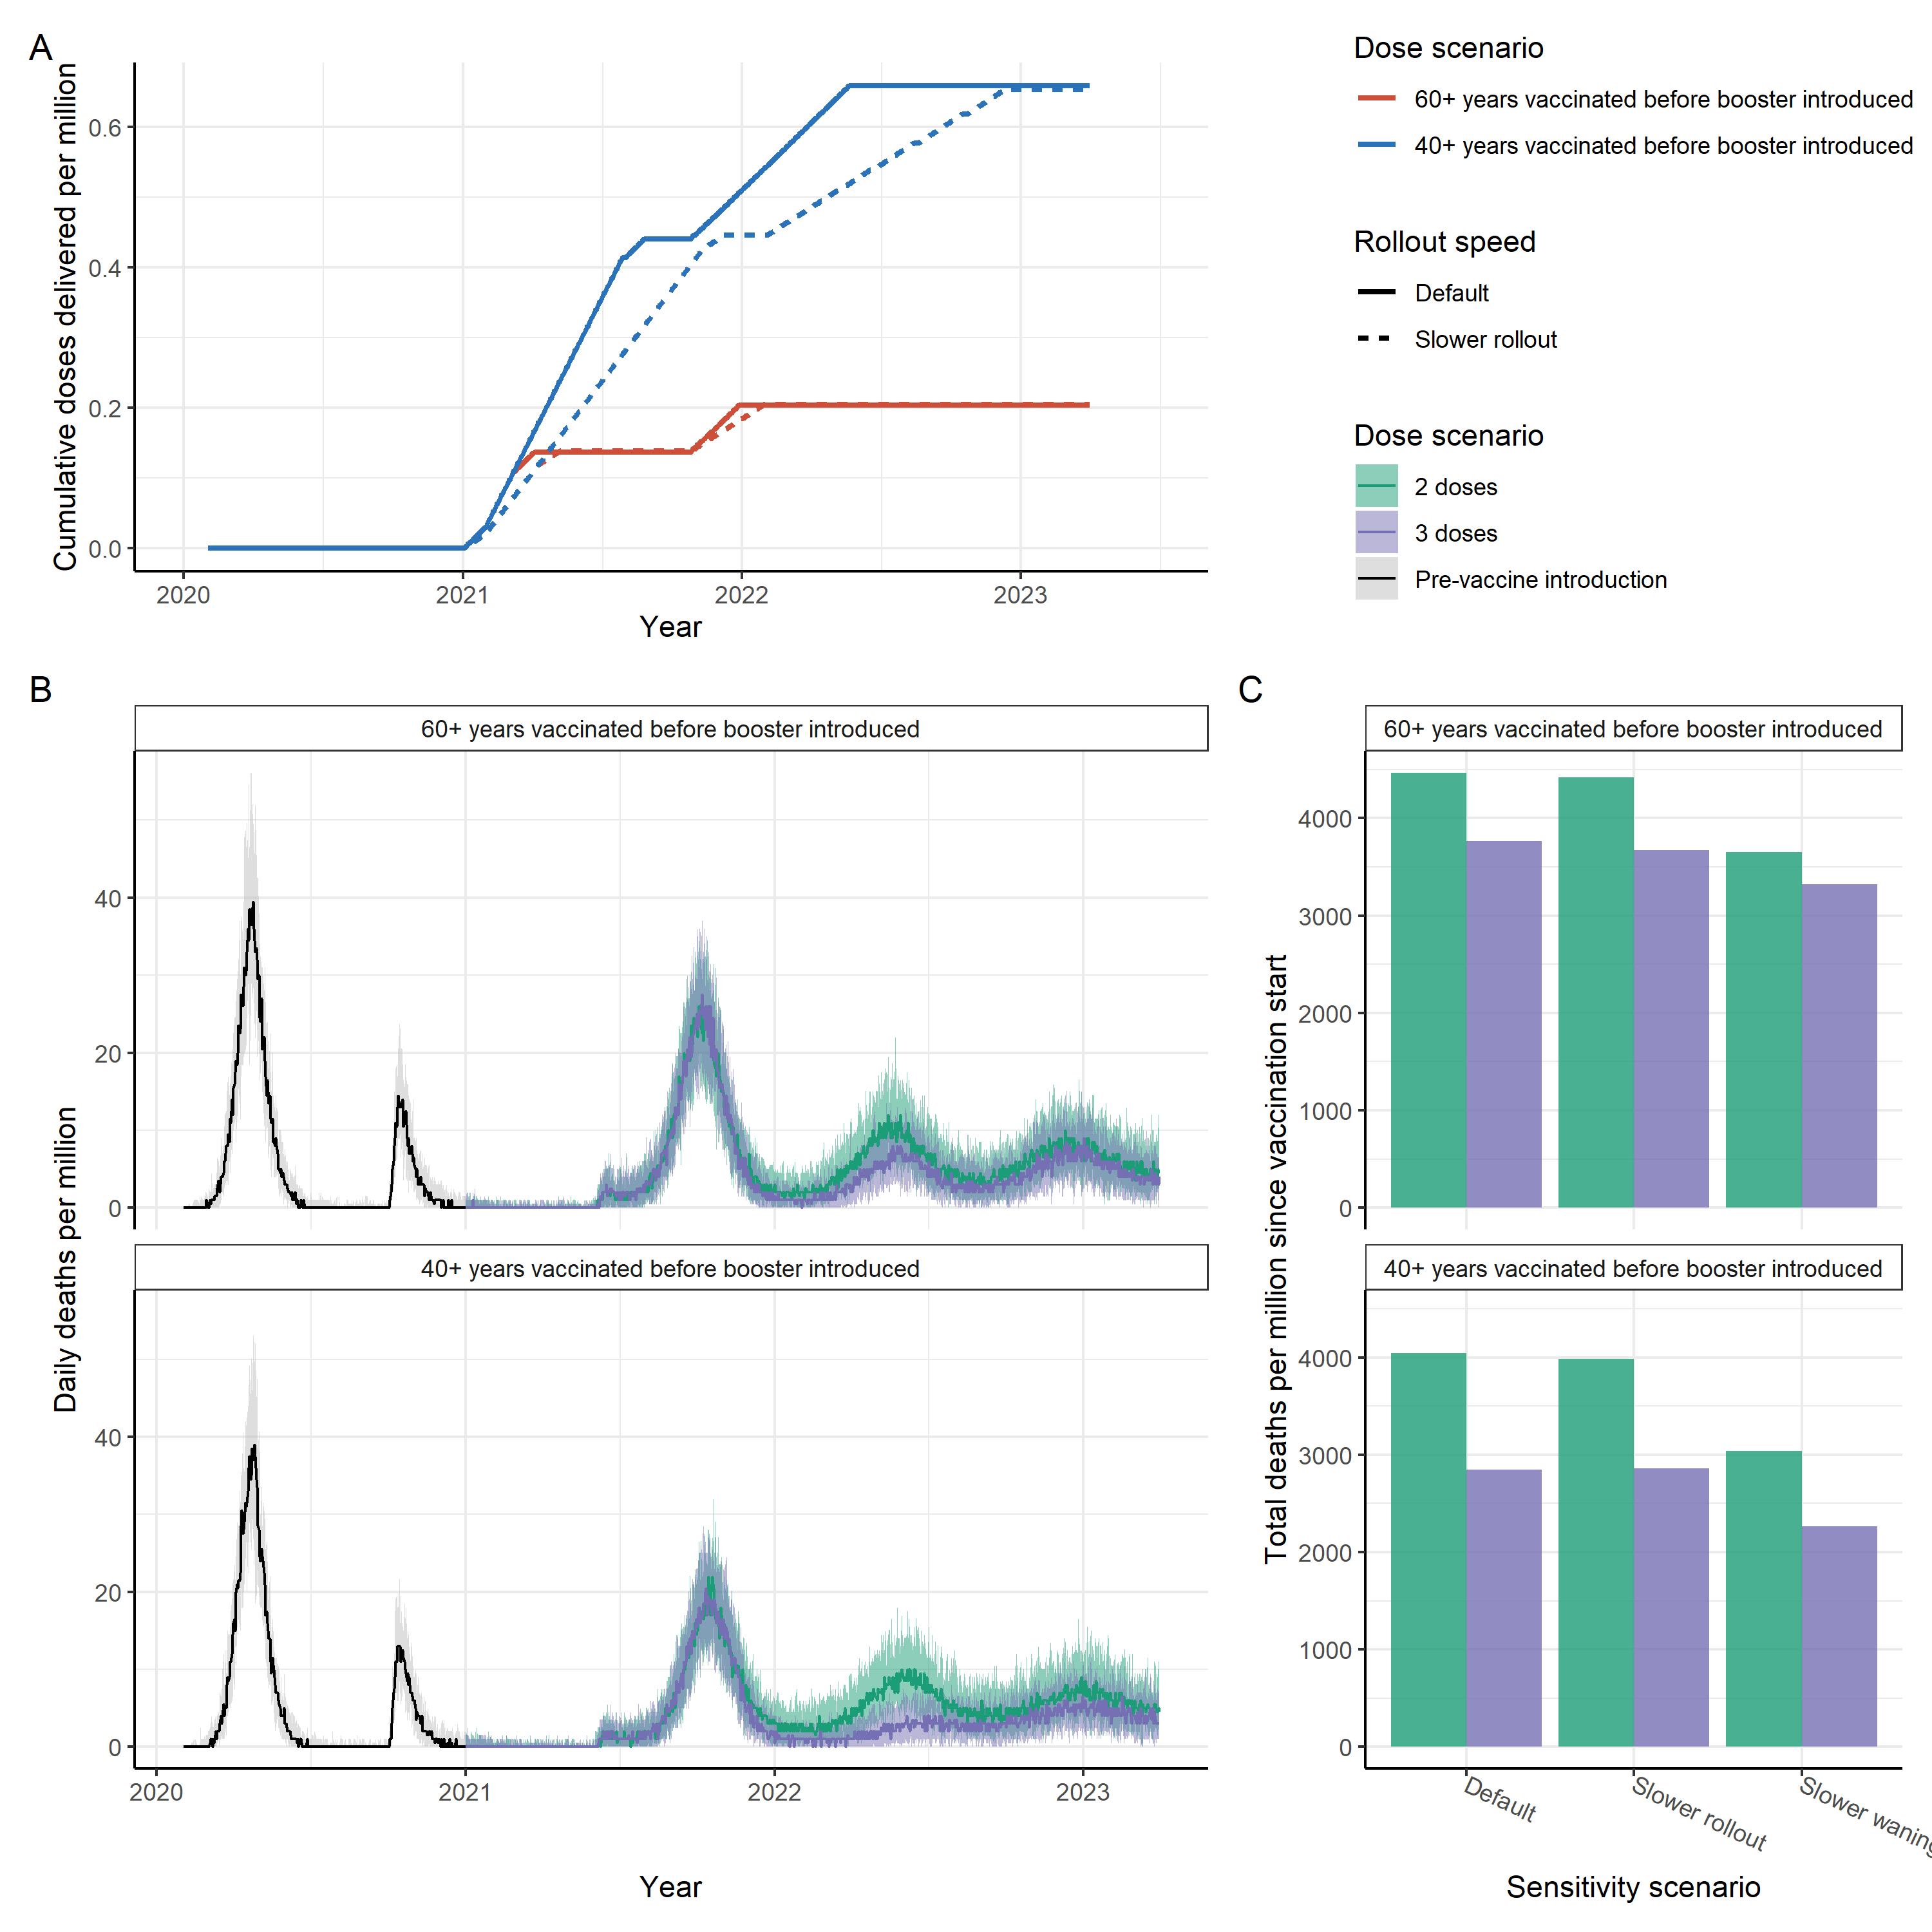 A
Cumulative doses delivered per million
0.6
0.4
0.2
0.0
2020
2021
2022
2023
Year
Dose scenario
60+ years vaccinated before booster introduced
40+ years vaccinated before booster introduced
Rollout speed
Default
Slower rollout
Dose scenario
2 doses
3 doses
Pre-vaccine introduction
B
Daily deaths per million
60+ years vaccinated before booster introduced
40
20
0
40+ years vaccinated before booster introduced
40
20
0
2020
2021
2022
2023
Year
C
Total deaths per million since vaccination start
60+ years vaccinated before booster introduced
4000
3000
2000
1000
0
40+ years vaccinated before booster introduced
4000
3000
2000
1000
0
Default
Slower rollout
Slower waning
Sensitivity scenario